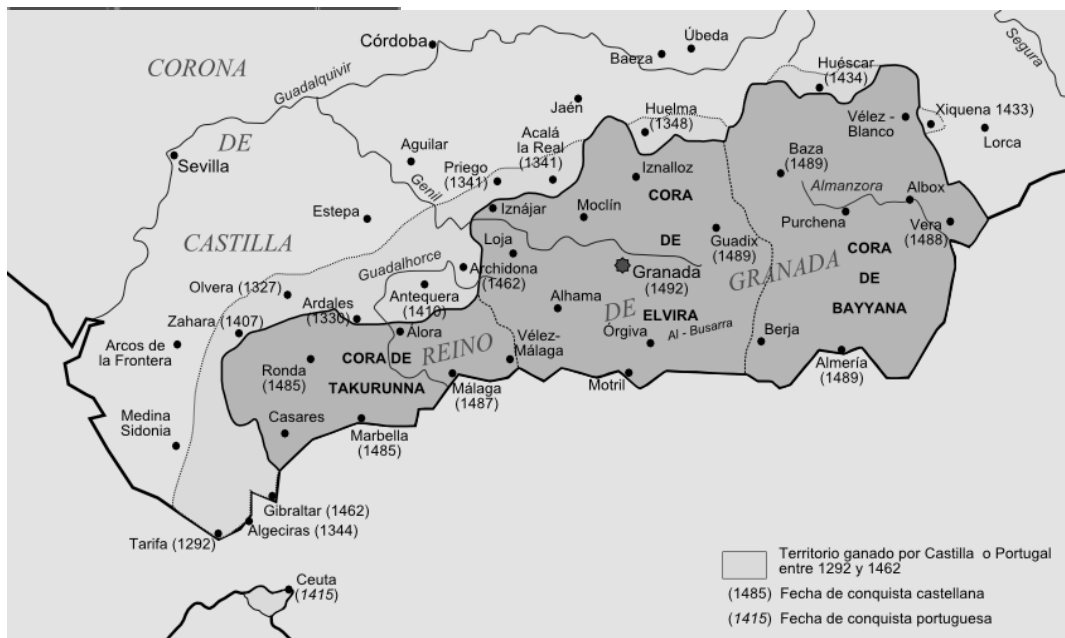 Córdoba
Úbeda
Baeza
Segura
CORONA
Guadalquivir
Huéscar
(1434)
Jaén
Huelma
(1348)
Vélez -
Blanco
Xiquena 1433)
Lorca
DE
Sevilla
Aguilar
Acalá
la Real
(1341)
Priego
(1341)
Genil
Iznalloz
Baza
(1489)
Almanzora
Albox
CORA
Estepa
Iznájar
Moclín
Purchena
Vera
(1488)
CASTILLA
Loja
DE
Guadix
(1489)
CORA
Guadalhorce
Archidona
(1462)
Granada
(1492)
GRANADA
DE
Olvera (1327)
Antequera
(1410)
Alhama
DE
ELVIRA
BAYYANA
Ardales
(1330)
Zahara (1407)
Álora
Órgiva
Al - Busarra
Berja
Arcos de
la Frontera
CORA DE
REINO
Vélez-
Málaga
Almería
(1489)
Ronda
(1485)
TAKURUNNA
Málaga
(1487)
Motril
Medina
Sidonia
Casares
Marbella
(1485)
Gibraltar (1462)
Algeciras (1344)
Tarifa (1292)
Ceuta
(1415)
Territorio ganado por Castilla o Portugal
entre 1292 y 1462
(1485) Fecha de conquista castellana
(1415) Fecha de conquista portuguesa